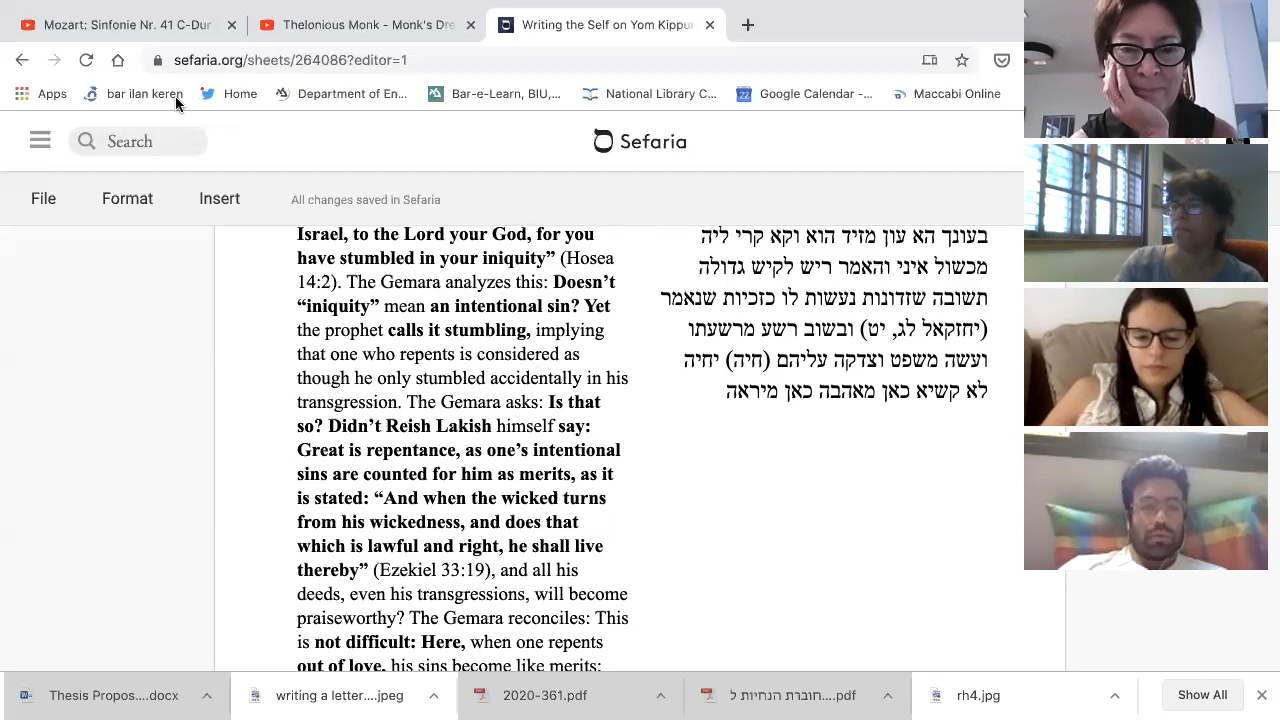 Mozart: Sinfonie Nr. 41 C-Dur
Thelonious Monk - Monk's Dre
Writing the Self on Yom Kippur
sefaria.org/sheets/264086?editor=1
Apps
bar ilan keren
Home
Department of En...
Bar-e-Learn, BIU,...
National Library C...
22
Google Calendar -...
Maccabi Online
Search
Sefaria
File
Format
Insert
All changes saved in Sefaria
Israel, to the Lord your God, for you
have stumbled in your iniquity” (Hosea
14:2). The Gemara analyzes this: Doesn’t
“iniquity” mean an intentional sin? Yet
the prophet calls it stumbling, implying
that one who repents is considered as
though he only stumbled accidentally in his
transgression. The Gemara asks: Is that
so? Didn’t Reish Lakish himself say:
Great is repentance, as one’s intentional
sins are counted for him as merits, as it
is stated: “And when the wicked turns
from his wickedness, and does that
which is lawful and right, he shall live
thereby” (Ezekiel 33:19), and all his
deeds, even his transgressions, will become
praiseworthy? The Gemara reconciles: This
is not difficult: Here, when one repents
out of love, his sins become like merits;
בעונך הא עון מזיד הוא וקא קרי ליה
מכשול איני והאמר ריש לקיש גדולה
תשובה שזדונות נעשות לו כזכיות שנאמר
(יחזקאל לג, יט) ובשוב רשע מרשעתו
ועשה משפט וצדקה עליהם (חיה) יחיה
לא קשיא כאן מאהבה כאן מיראה
Thesis Propos....docx
writing a letter....jpeg
2020-361.pdf
חוברת הנחיות ל....pdf
rh4.jpg
Show All